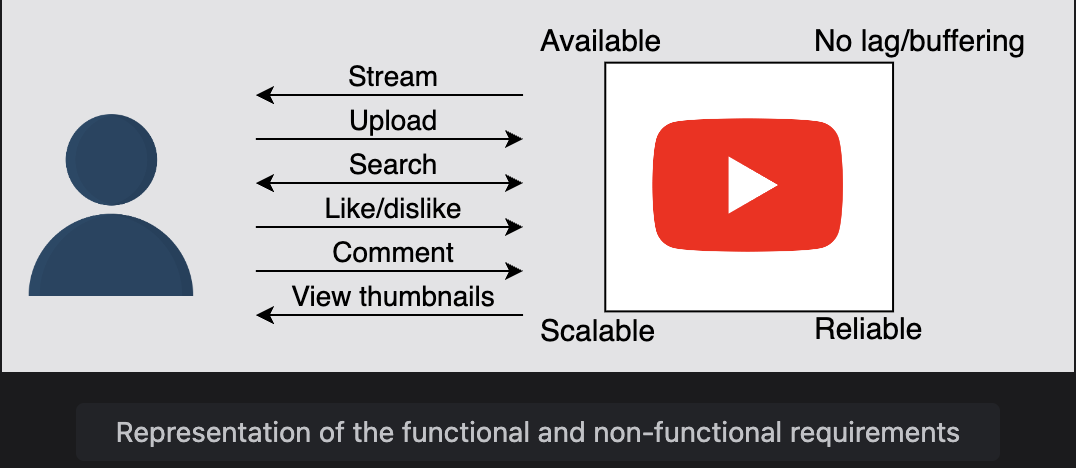 Available
No lag/buffering
Stream
Upload
Search
Like/dislike
Comment
View thumbnails
Scalable
Reliable
Representation of the functional and non-functional requirements